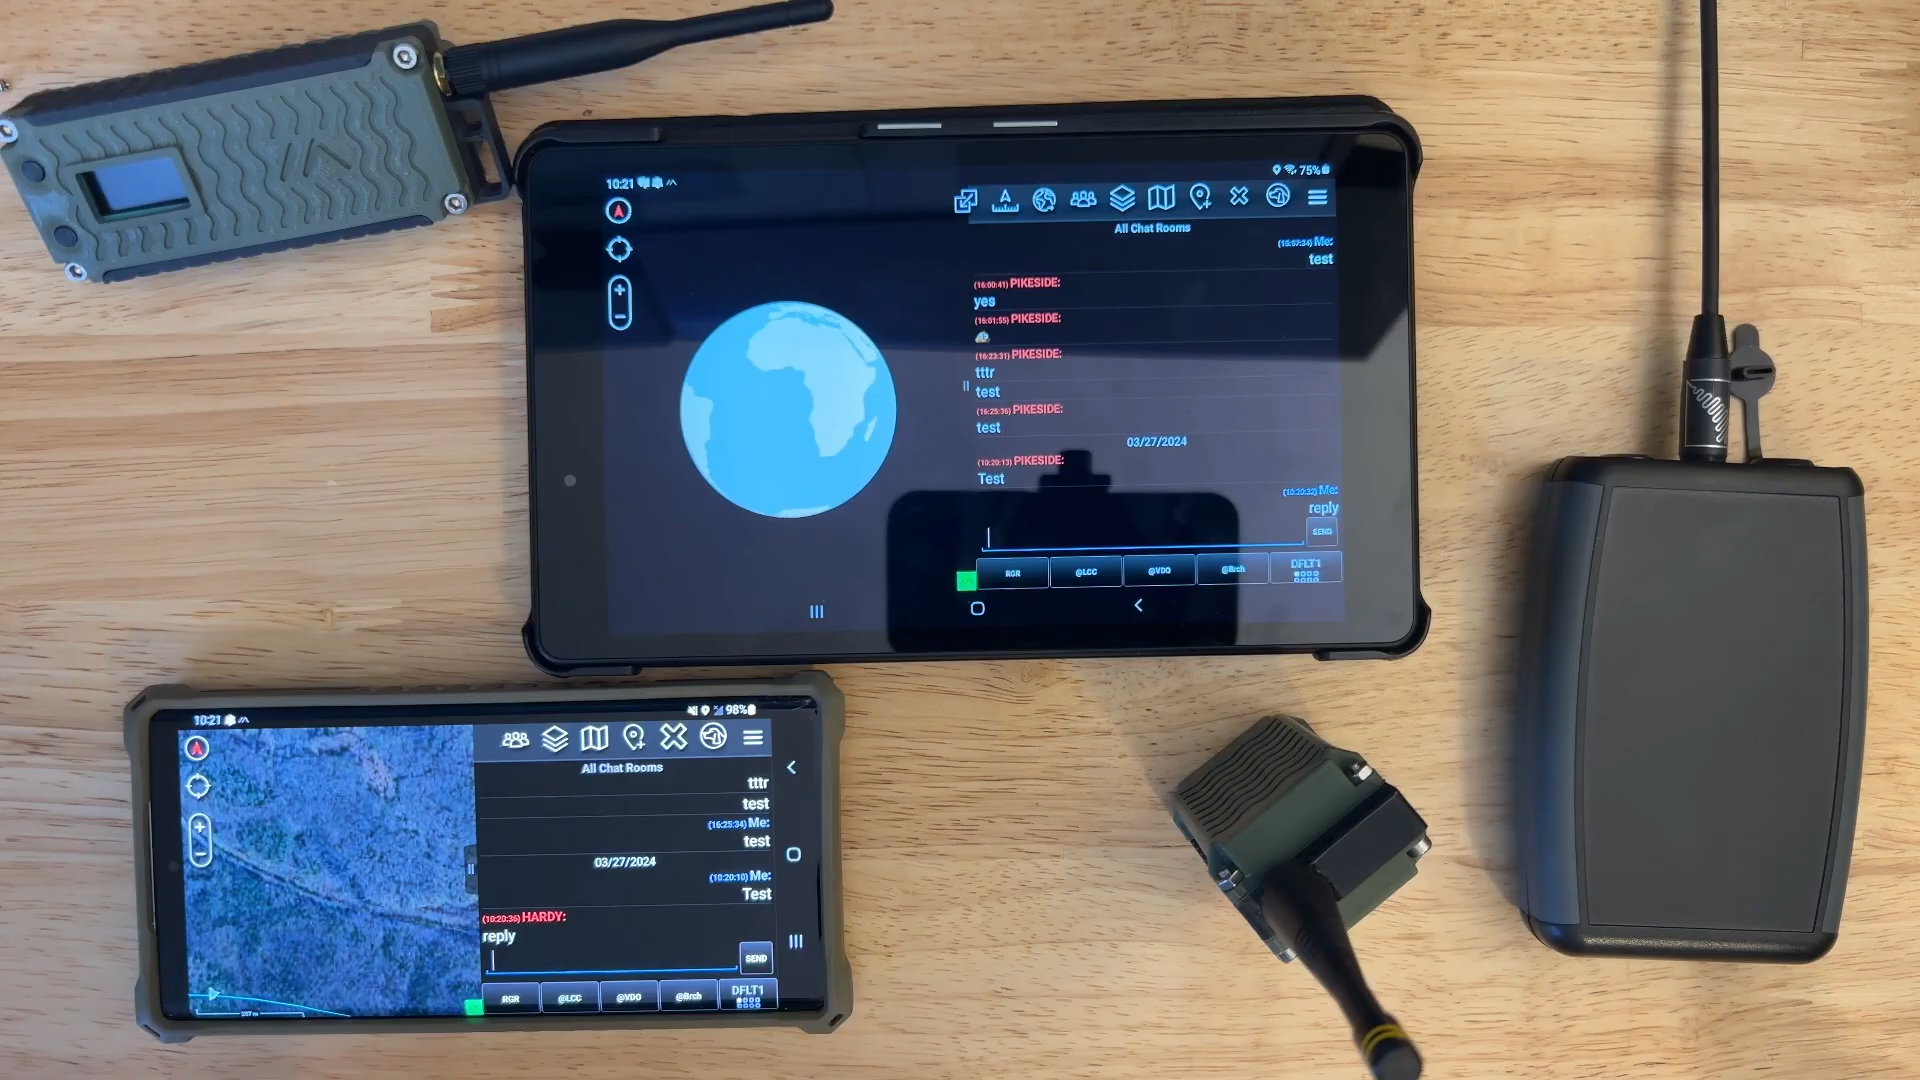 10:21
75%
All Chat Rooms
(15:57:24) Me:
test
(16:00:41) PIKESIDE:
yes
(16:01:55) PIKESIDE:
(16:23:31) PIKESIDE:
tttr
test
(16:25:36) PIKESIDE:
test
03/27/2024
(10:20:13) PIKESIDE:
Test
(10:20:32) Me:
reply
SEND
RGR @LCC @VDO @Brch DFLT1
10:21
98%
All Chat Rooms
tttr
test
(16:25:34) Me:
test
03/27/2024
(10:20:10) Me:
Test
(10:20:36) HARDY:
reply
SEND
RGR @LCC @VDO @Brch DFLT1